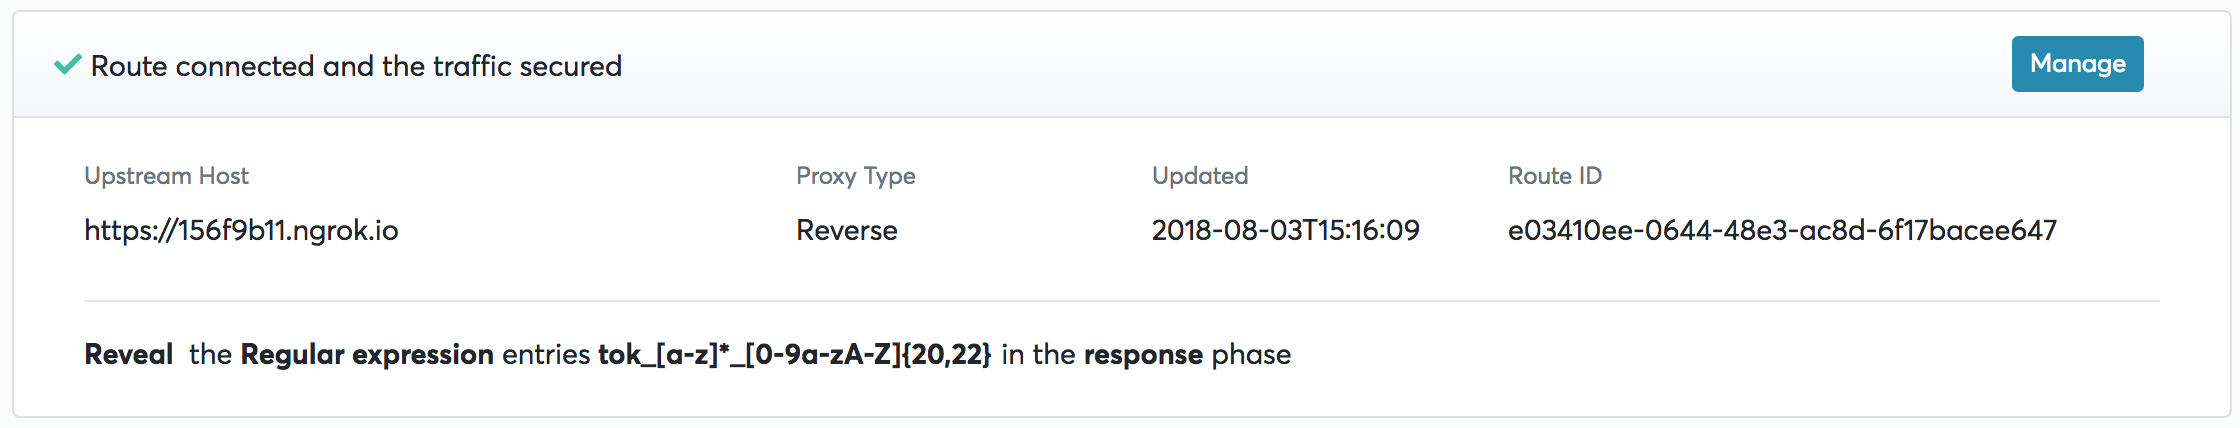 Route connected and the traffic secured
Manage
Upstream Host
Proxy Type
Updated
Route ID
https://156f9b11.ngrok.io
Reverse
2018-08-03T15:16:09
e03410ee-0644-48e3-ac8d-6f17bacee647
Reveal the Regular expression entries tok_[a-z]*_[0-9a-zA-Z]{20,22} in the response phase